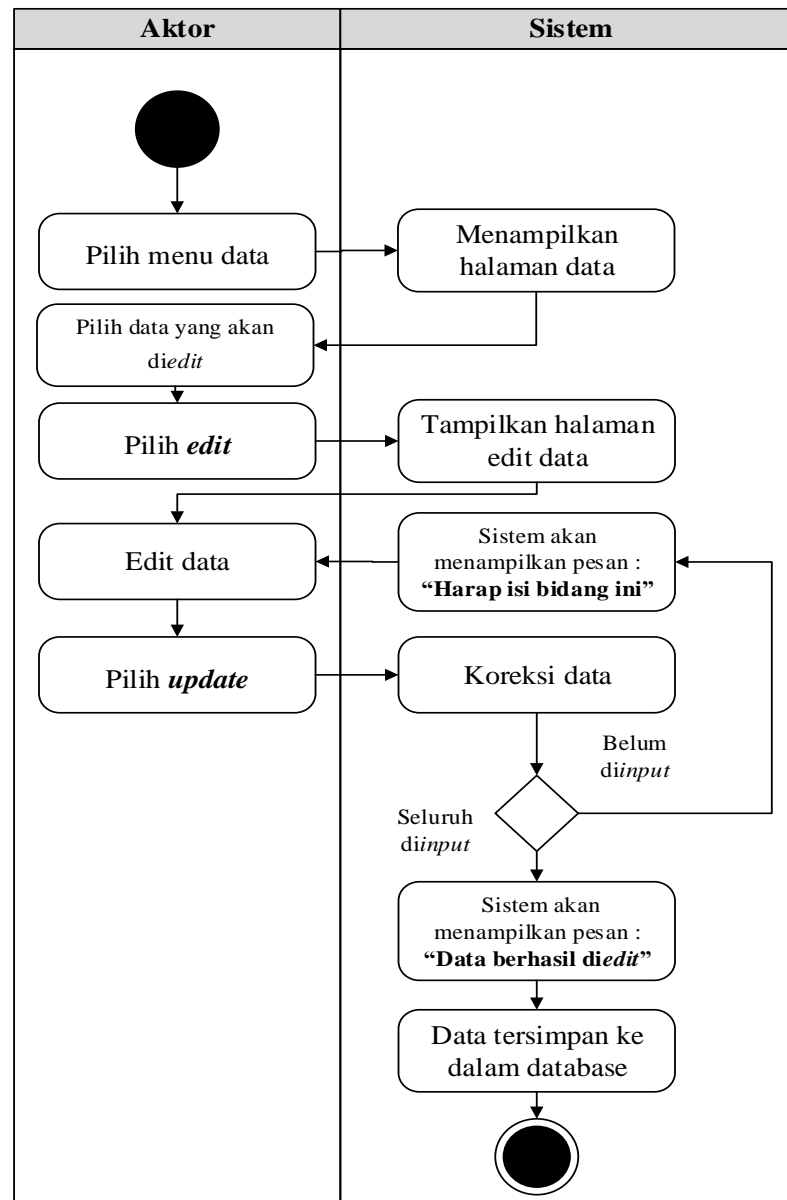 Aktor
Sistem
Pilih menu data
Menampilkan
halaman data
Pilih data yang akan
diedit
Pilih edit
Tampilkan halaman
edit data
Edit data
Sistem akan
menampilkan pesan :
“Harap isi bidang ini”
Pilih update
Koreksi data
Belum
diinput
Seluruh
diinput
Sistem akan
menampilkan pesan :
“Data berhasil diedit”
Data tersimpan ke
dalam database